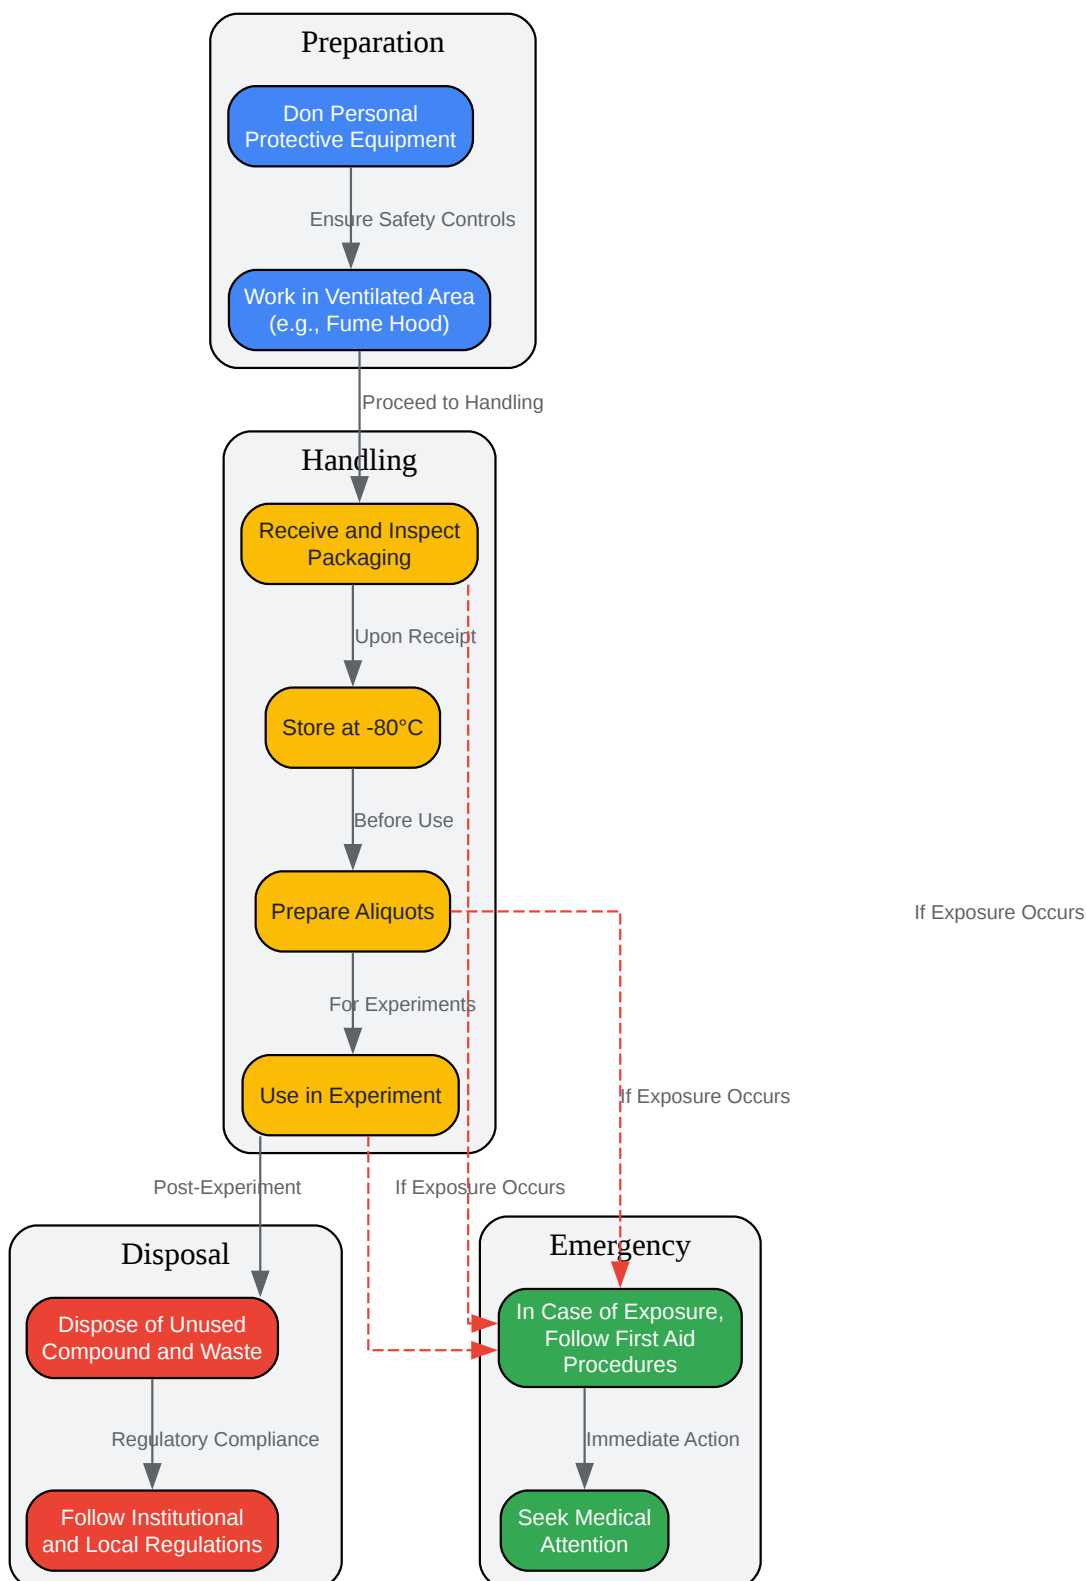 Preparation
Don Personal
Protective Equipment
Ensure Safety Controls
Work in Ventilated Area
(e.g., Fume Hood)
Proceed to Handling
Handling
Receive and Inspect
Packaging
Upon Receipt
Store at -80°C
Before Use
Prepare Aliquots
If Exposure Occurs
For Experiments
Use in Experiment
If Exposure Occurs
Post-Experiment
If Exposure Occurs
Disposal
Dispose of Unused
Compound and Waste
Regulatory Compliance
Follow Institutional
and Local Regulations
Emergency
In Case of Exposure,
Follow First Aid
Procedures
Immediate Action
Seek Medical
Attention